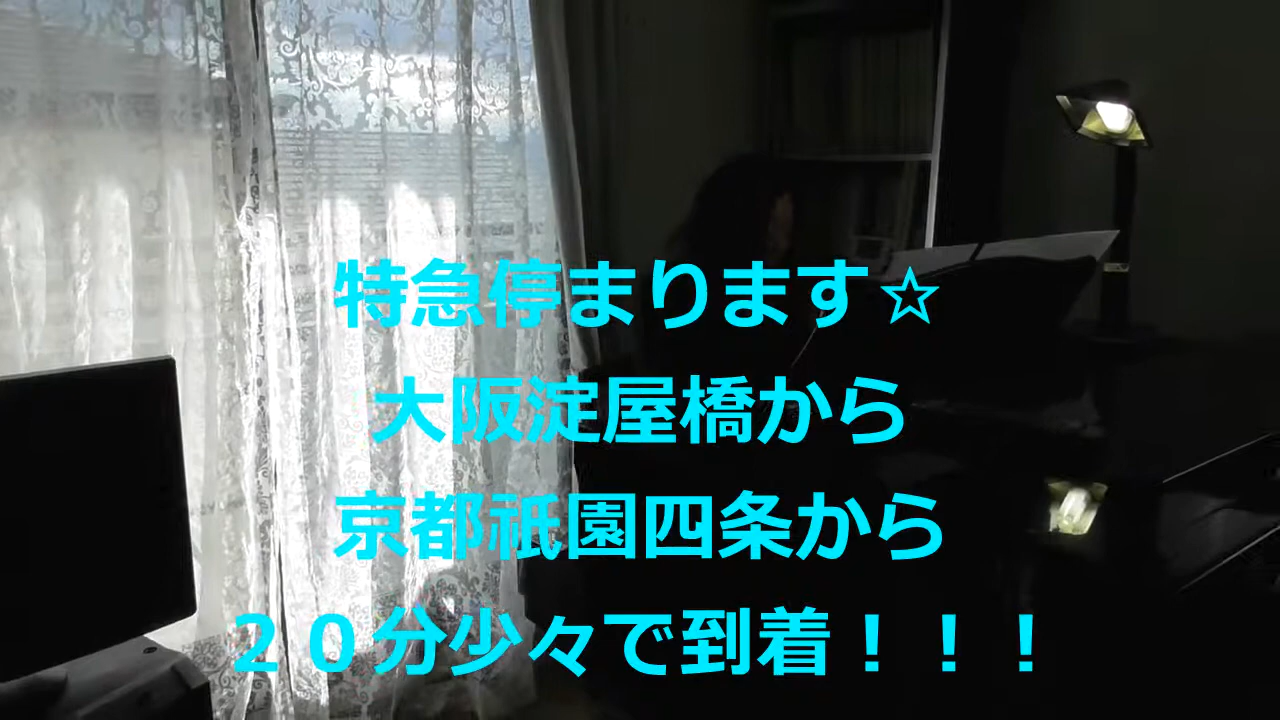 特急停まります☆
大阪淀屋橋から
京都祇園四条から
２０分少々で到着！！！